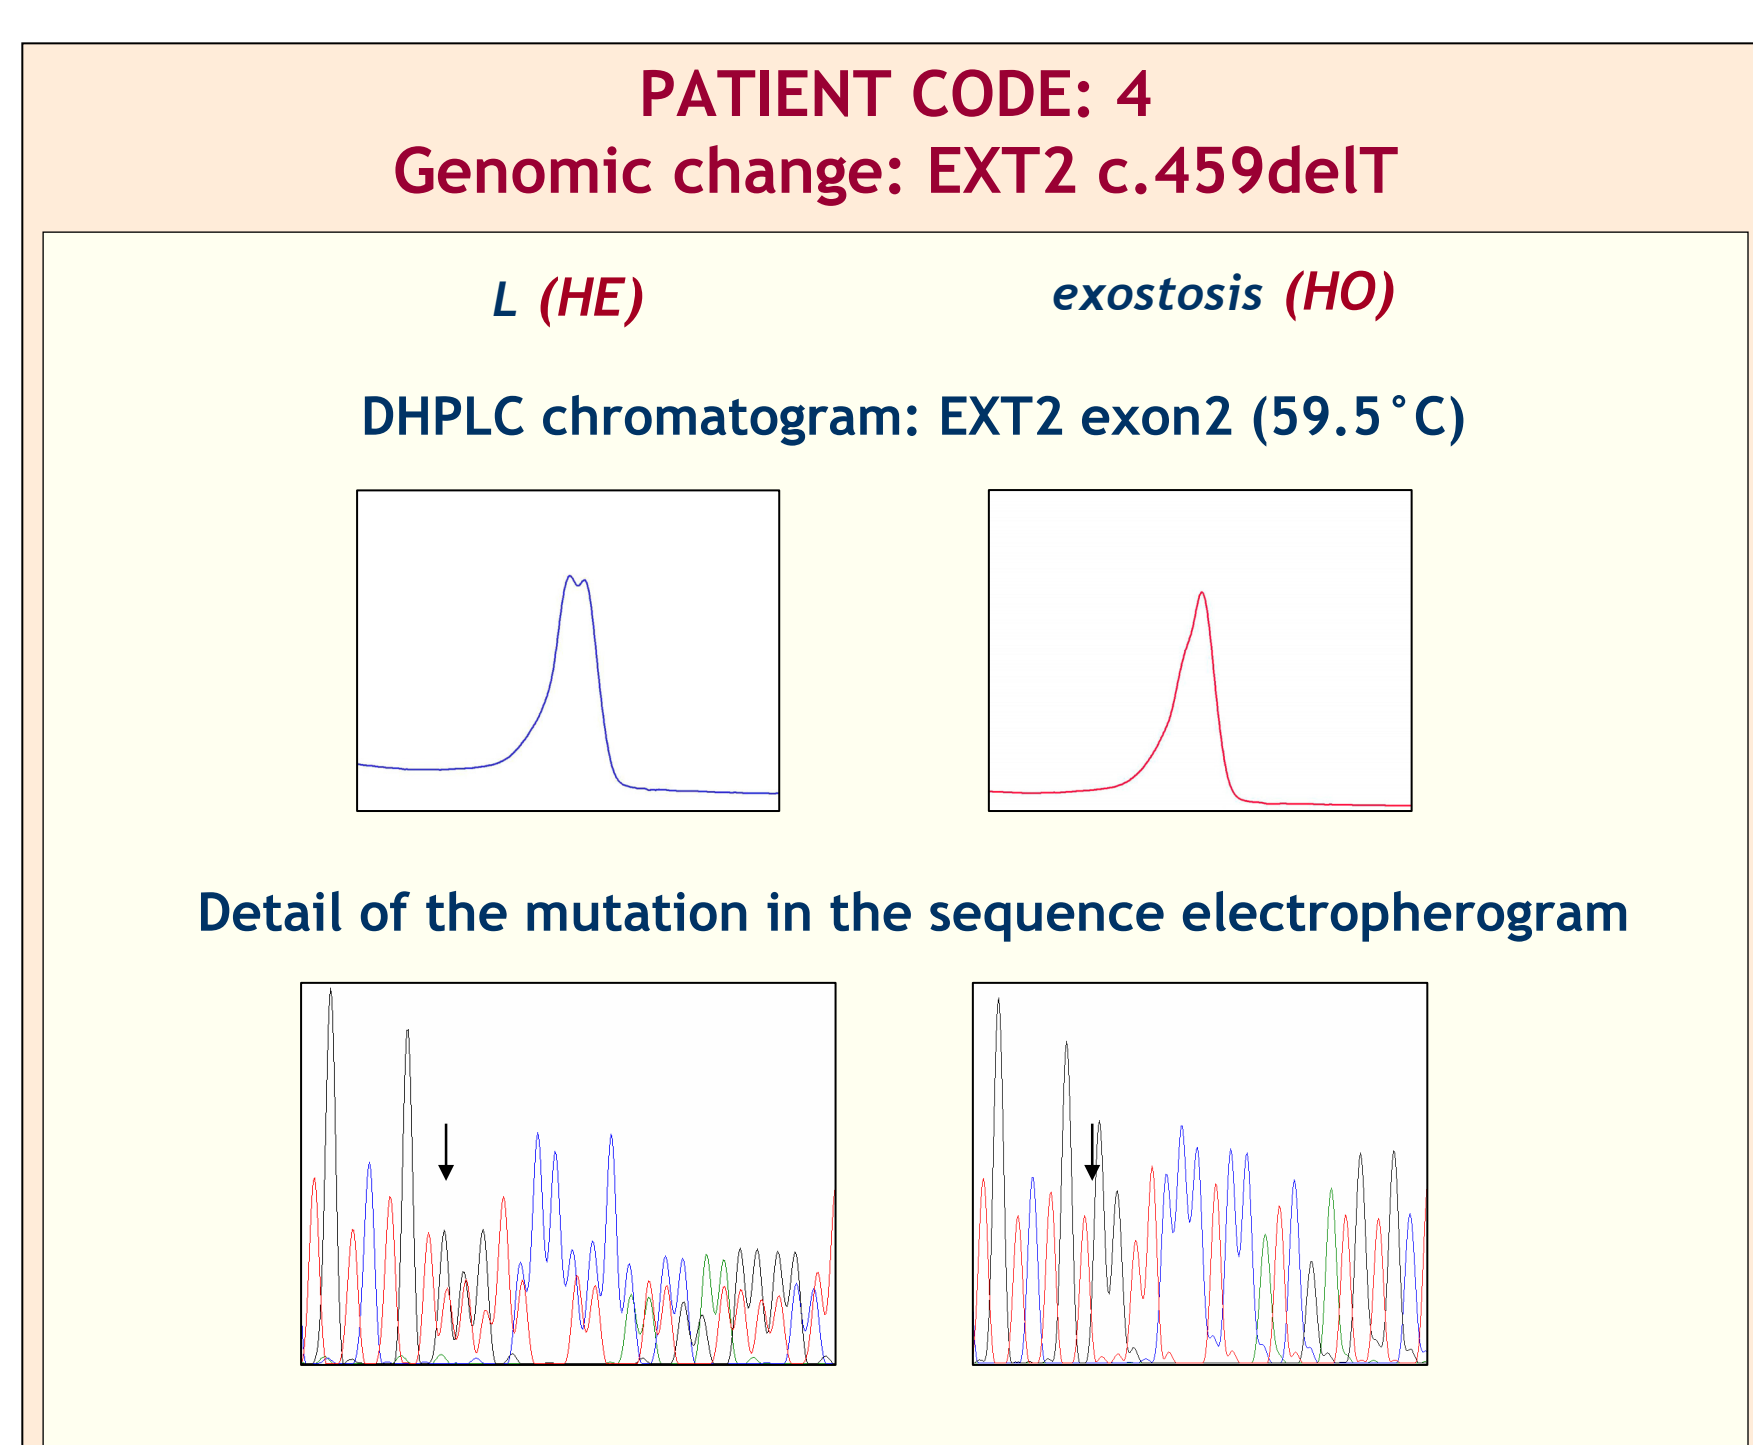 PATIENT CODE: 4
Genomic change: EXT2 c.459delT
L (HE)
exostosis (HO)
DHPLC chromatogram: EXT2 exon2 (59.5°C)
Detail of the mutation in the sequence electropherogram